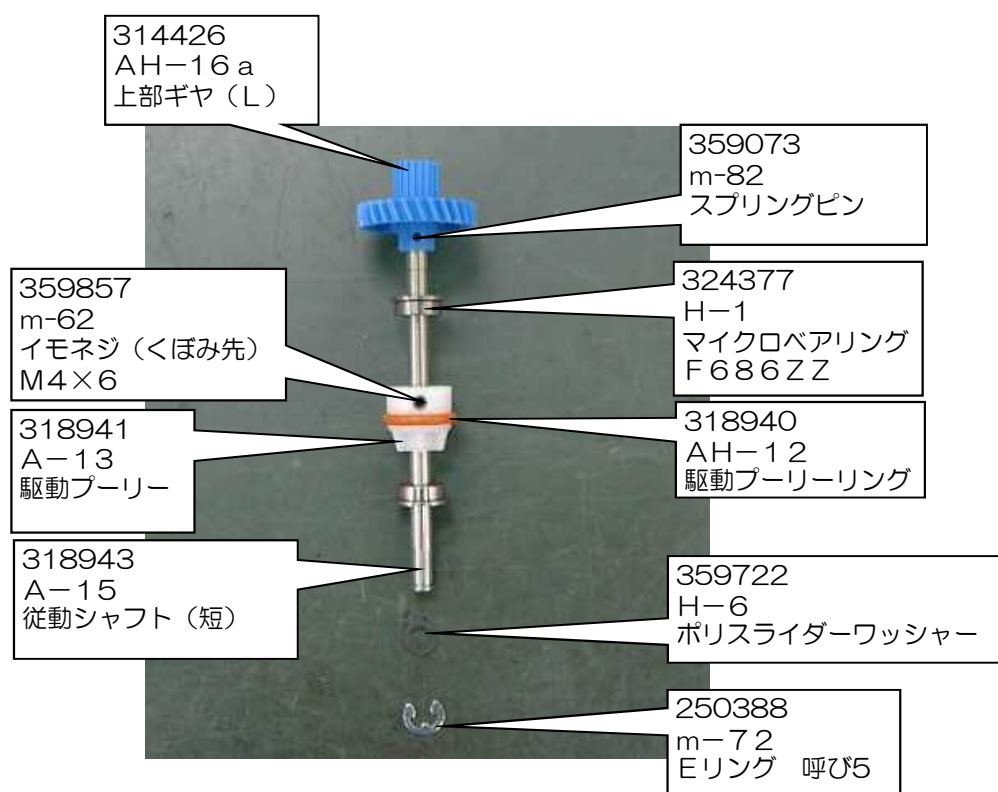 314426
AH−16a
上部ギヤ（L）
359073
m-82
スプリングピン
359857
m-62
イモネジ（くぼみ先）
M4×6
324377
H−1
マイクロベアリング
F686ZZ
318941
A−13
駆動プーリー
318940
AH−12
駆動プーリーリング
318943
A−15
従動シャフト（短）
359722
H−6
ポリスライダーワッシャー
250388
m−72
Eリング　呼び5